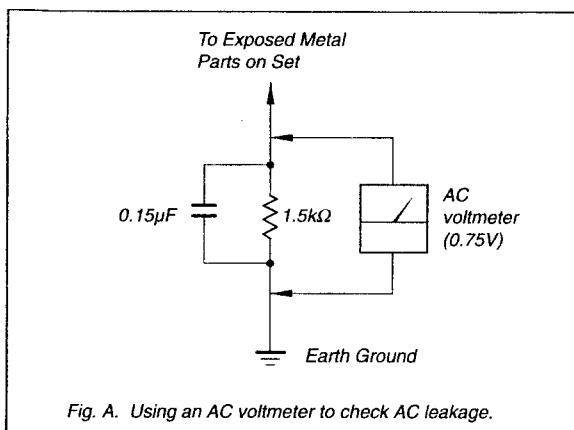 To Exposed Metal
Parts on Set
0.15µF
1.5kΩ
AC
voltmeter
(0.75V)
Earth Ground
Fig. A. Using an AC voltmeter to check AC leakage.